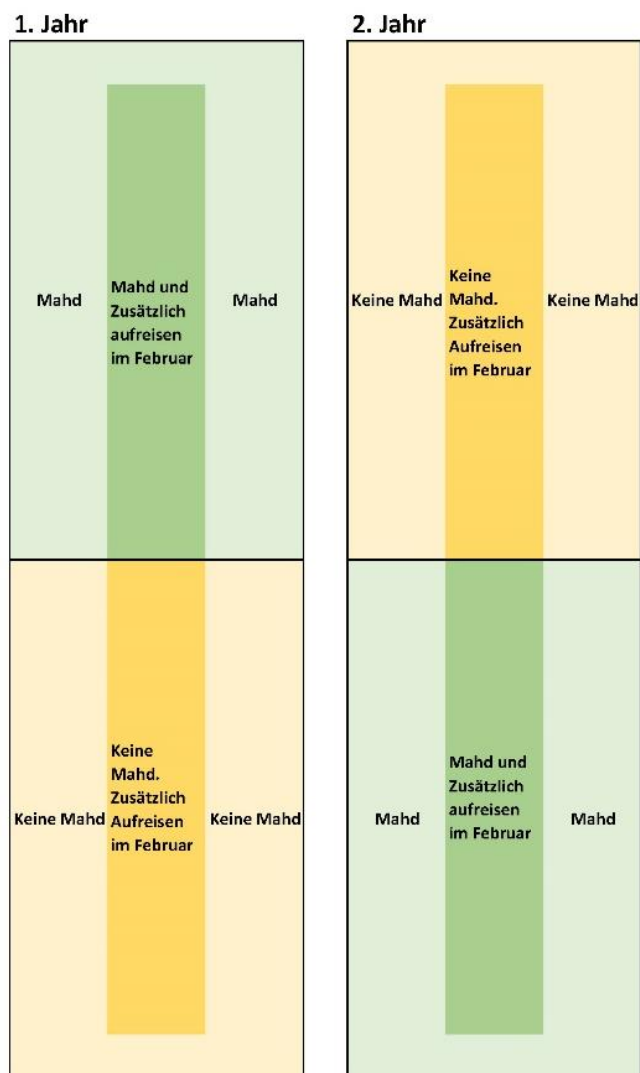 1. Jahr
2. Jahr
Mahd
Mahd und
Zusätzlich
aufreisen
im Februar
Mahd
Keine Mahd
Keine
Mahd.
Zusätzlich
Aufreisen
im Februar
Keine Mahd
Keine Mahd
Keine
Mahd.
Zusätzlich
Aufreisen
im Februar
Keine Mahd
Mahd
Mahd und
Zusätzlich
aufreisen
im Februar
Mahd